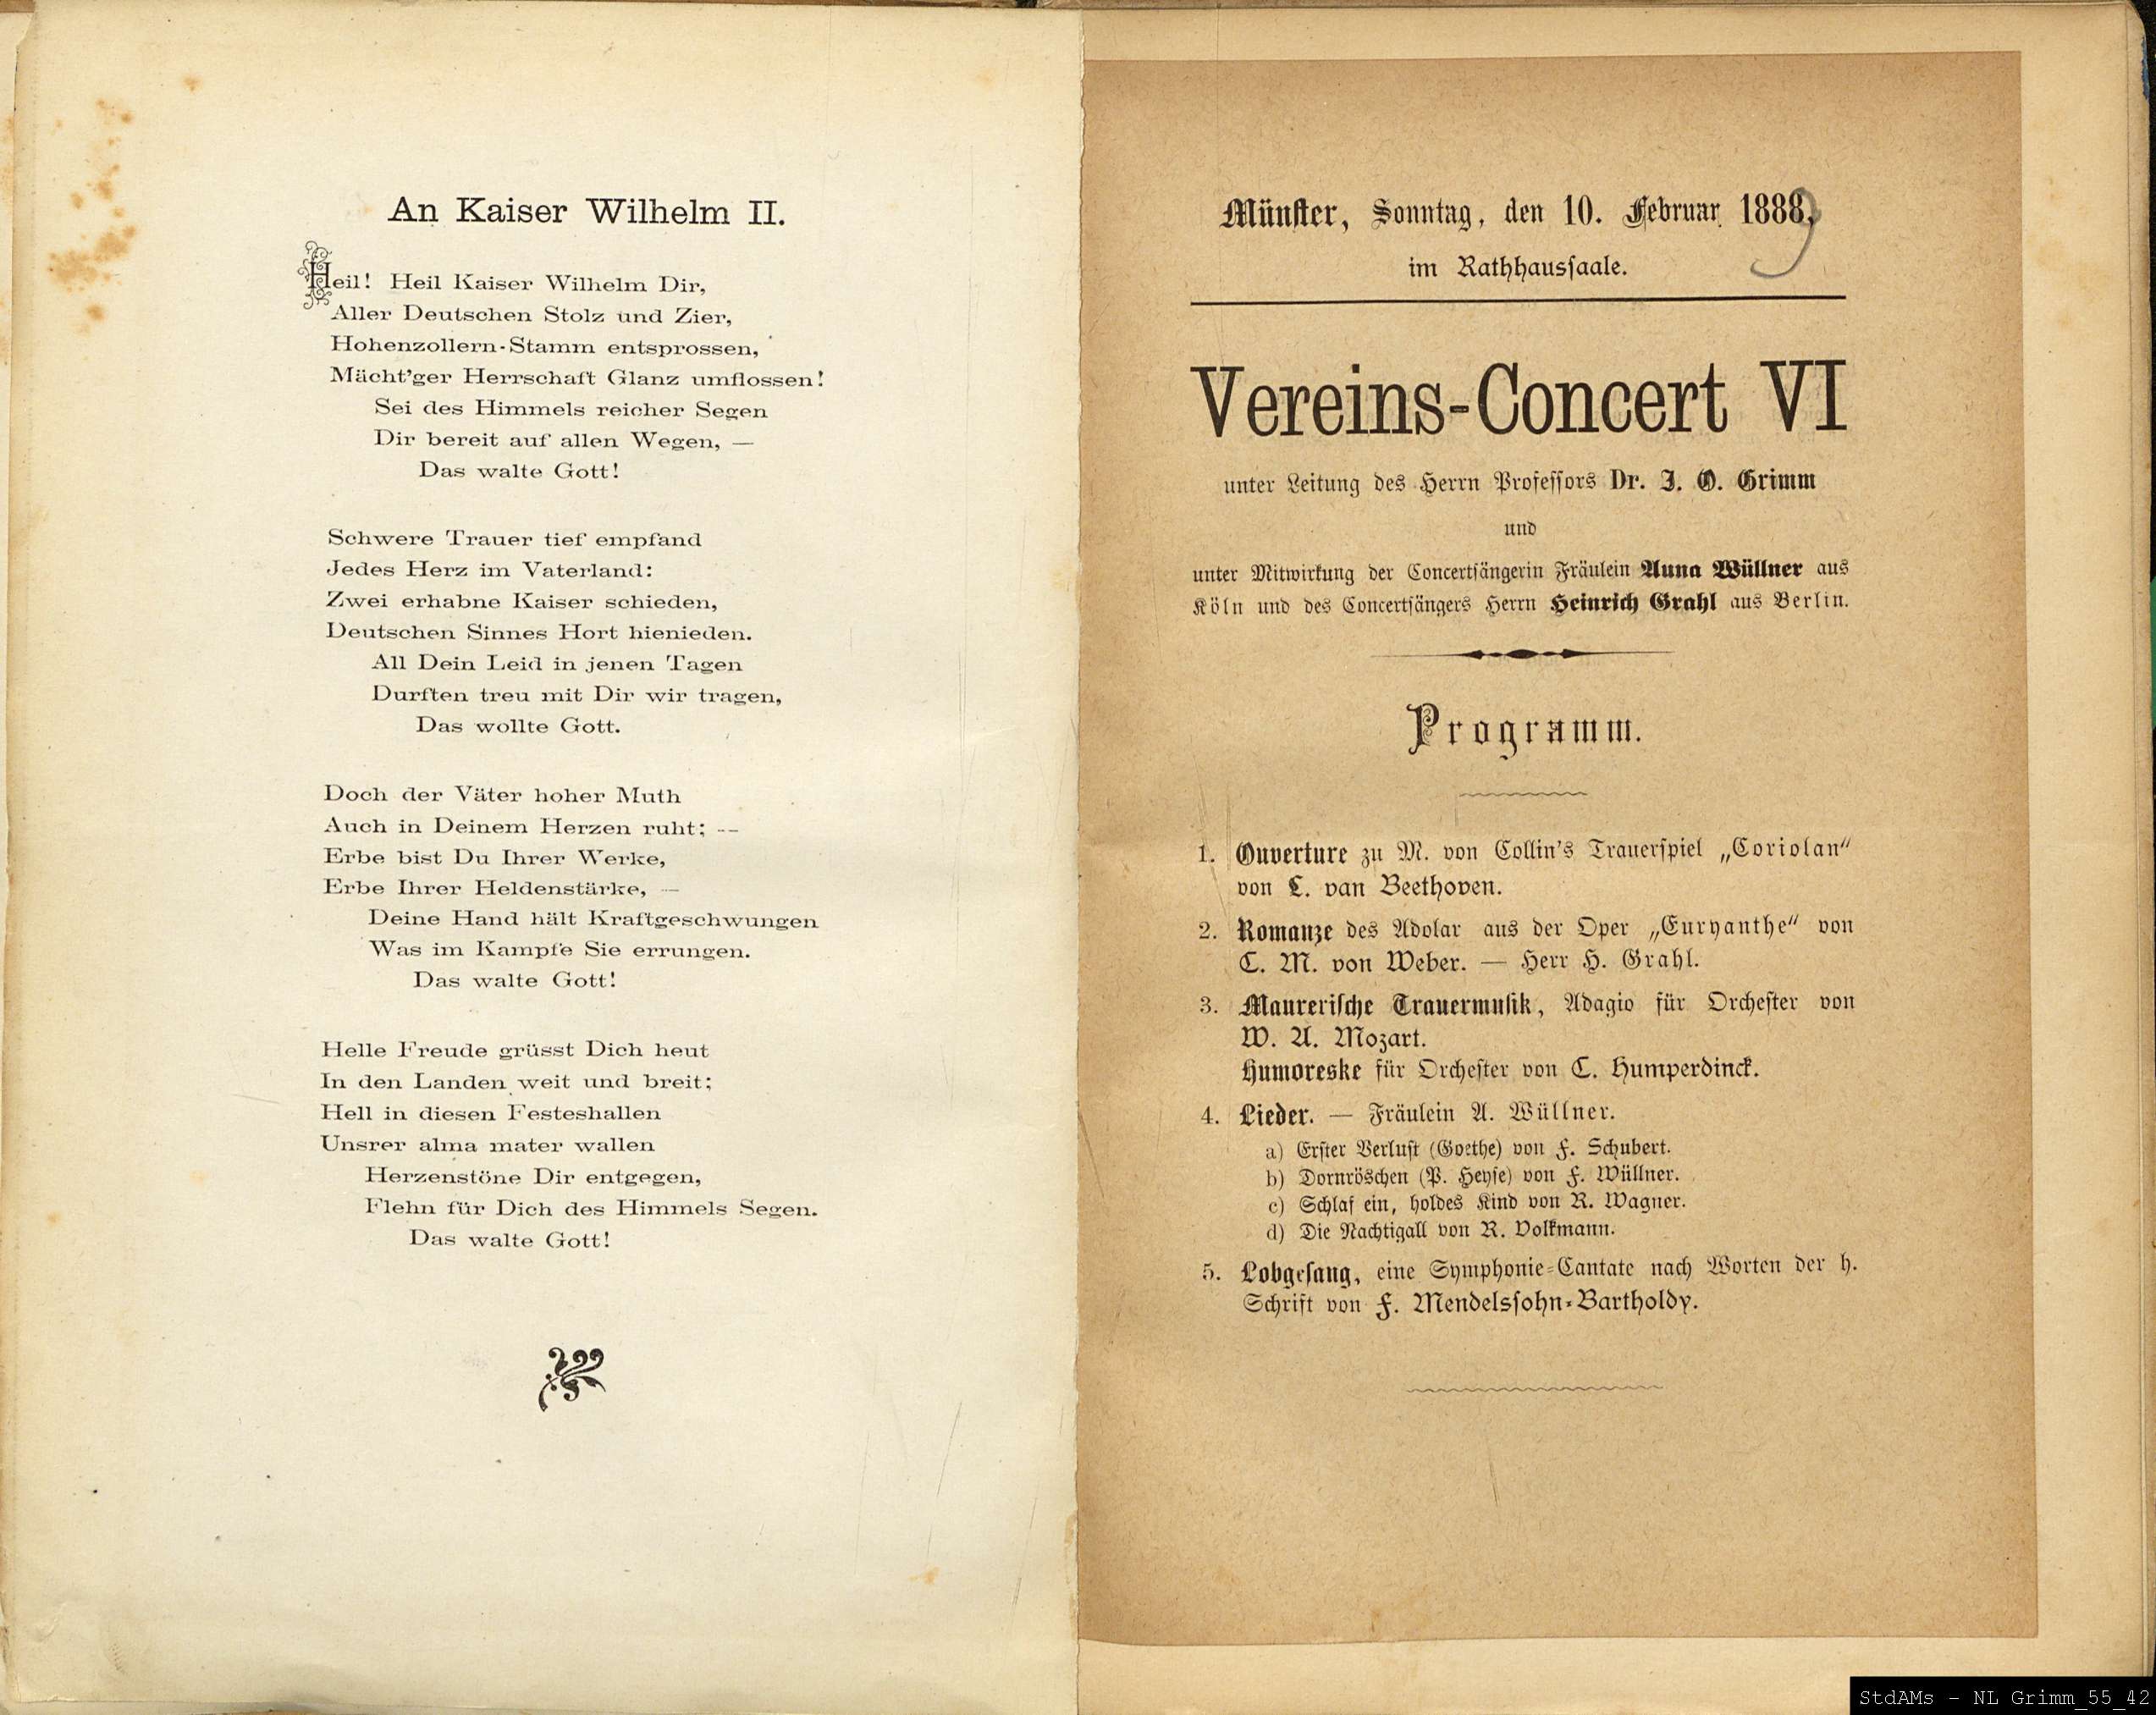 An Kaiser Wilhelm II.
Heil! Heil Kaiser Wilhelm Dir,
Aller Deutschen Stolz und Zier,
Hohenzollern-Stamm entsprossen,
Mächt'ger Herrschaft Glanz umflossen!
Sei des Himmels reicher Segen
Dir bereit auf allen Wegen, —
Das walte Gott!
Schwere Trauer tief empfand
Jedes Herz im Vaterland:
Zwei erhabne Kaiser schieden,
Deutschen Sinnes Hort hienieden.
All Dein Leid in jenen Tagen
Durften treu mit Dir wir tragen,
Das wollte Gott.
Doch der Väter hoher Muth
Auch in Deinem Herzen ruht; —
Erbe bist Du Ihrer Werke,
Erbe Ihrer Heldenstärke, —
Deine Hand hält Kraftgeschwungen
Was im Kampfe Sie errungen.
Das walte Gott!
Helle Freude grüsst Dich heut
In den Landen weit und breit;
Hell in diesen Festeshallen
Unsrer alma mater wallen
Herzenstöne Dir entgegen,
Flehn für Dich des Himmels Segen.
Das walte Gott!
Münster, Sonntag, den 10. Februar 1888, 9
im Rathhaussaale.
Vereins-Concert VI
unter Leitung des Herrn Professors Dr. J. O. Grimm
und
unter Mitwirkung der Concertsängerin Fräulein Anna Wüllner aus
Köln und des Concertsängers Herrn Heinrich Grahl aus Berlin.
Programm.
1. Ouverture zu M. von Collin's Trauerspiel „Coriolan“
von L. van Beethoven.
2. Romanze des Adolar aus der Oper „Euryanthe“ von
C. M. von Weber. — Herr H. Grahl.
3. Maurerische Trauermusik, Adagio für Orchester von
W. A. Mozart.
Humoreske für Orchester von C. Humperdinck.
4. Lieder. — Fräulein A. Wüllner.
a) Erster Verlust (Goethe) von F. Schubert.
b) Dornröschen (P. Heyse) von F. Wüllner.
c) Schlaf ein, holdes Kind von R. Wagner.
d) Die Nachtigall von R. Volkmann.
5. Lobgesang, eine Symphonie-Cantate nach Worten der h.
Schrift von F. Mendelssohn-Bartholdy.
StdAMs - NL Grimm_55_42